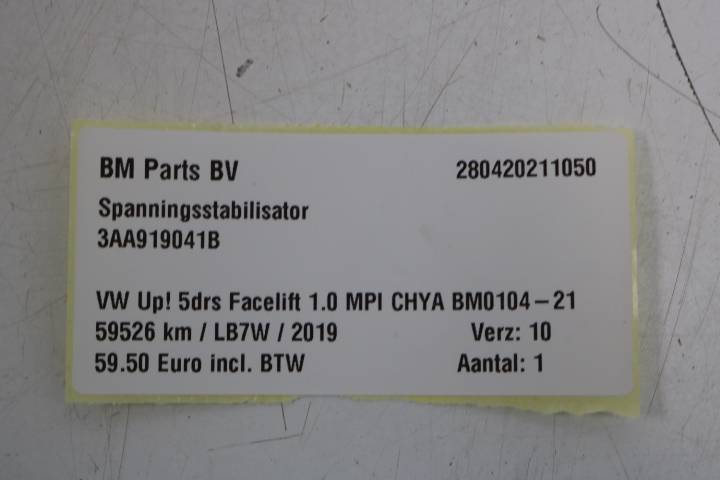 BM Parts BV 280420211050
Spanningsstabilisator
3AA919041B
VW Up! 5drs Facelift 1.0 MPI CHYA BM0104-21
59526 km / LB7W / 2019 Verz: 10
59.50 Euro incl. BTW Aantal: 1